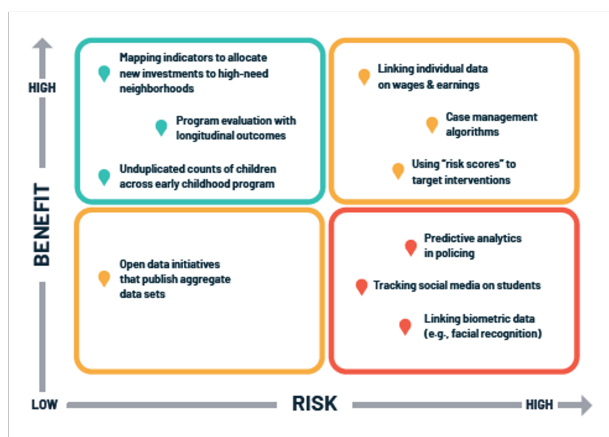 HIGH
BENEFIT
LOW
RISK
HIGH
Mapping indicators to allocate
new investments to high-need
neighborhoods
Program evaluation with
longitudinal outcomes
Unduplicated counts of children
across early childhood program
Linking individual data
on wages & earnings
Case management
algorithms
Using "risk scores" to
target interventions
Open data initiatives
that publish aggregate
data sets
Predictive analytics
in policing
Tracking social media on students
Linking biometric data
(e.g., facial recognition)